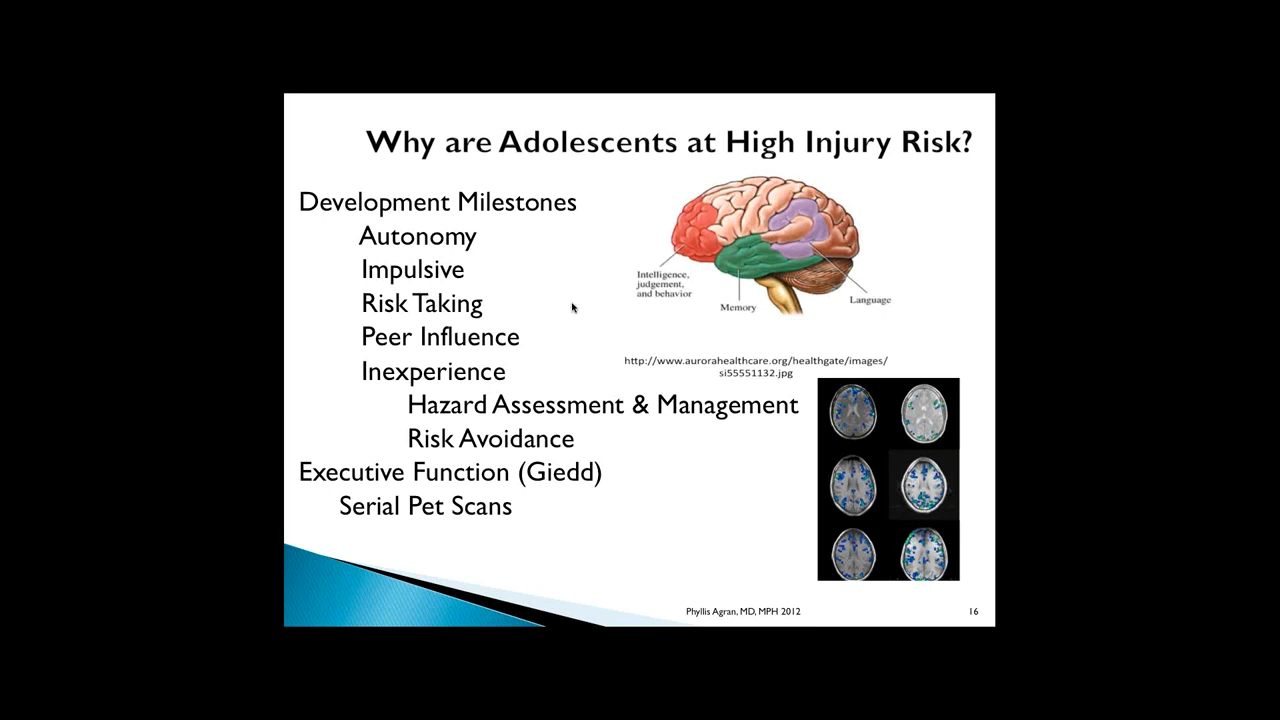 Why are Adolescents at High Injury Risk?
Development Milestones
Autonomy
Impulsive
Risk Taking
Peer Influence
Inexperience
Hazard Assessment & Management
Risk Avoidance
Executive Function (Giedd)
Serial Pet Scans
Intelligence,
judgement,
and behavior
Memory
Language
http://www.aurorahealthcare.org/healthgate/images/
si55551132.jpg
Phyllis Agran, MD, MPH 2012
16